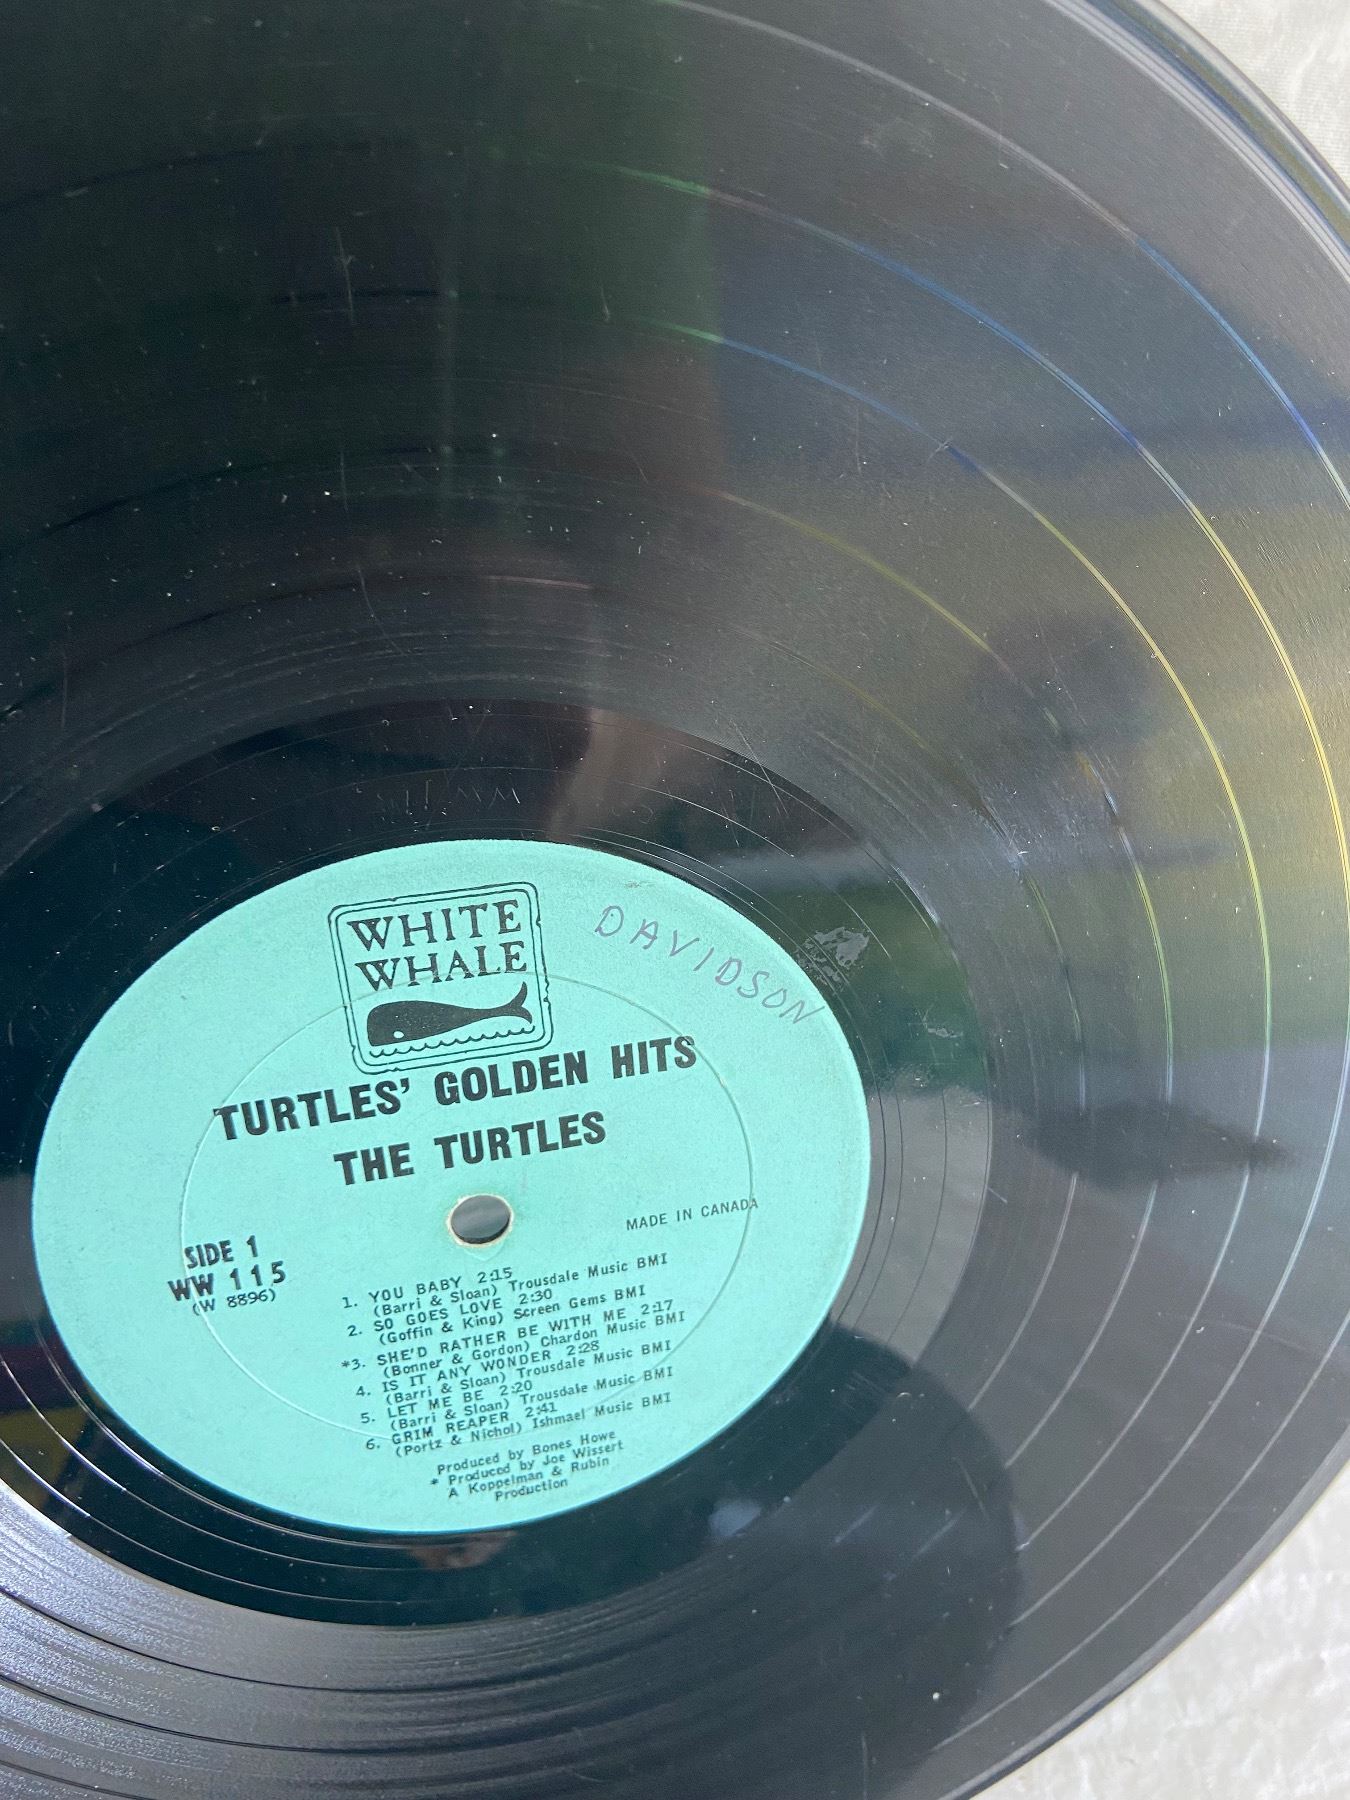 WW 115
WHITE
WHALE
DAVIDSON
TURTLES' GOLDEN HITS
THE TURTLES
MADE IN CANADA
SIDE 1
WW 115
(W 8896)
1. YOU BABY 2:15
(Barri & Sloan) Trousdale Music BMI
2. SO GOES LOVE 2:30
(Goffin & King) Screen Gems BMI
*3. SHE'D RATHER BE WITH ME 2:17
(Bonner & Gordon) Chardon Music BMI
4. IS IT ANY WONDER 2:28
(Barri & Sloan) Trousdale Music BMI
5. LET ME BE 2:20
(Barri & Sloan) Trousdale Music BMI
6. GRIM REAPER 2:41
(Portz & Nichol) Ishmael Music BMI
Produced by Bones Howe
* Produced by Joe Wissert
A Koppelman & Rubin
Production